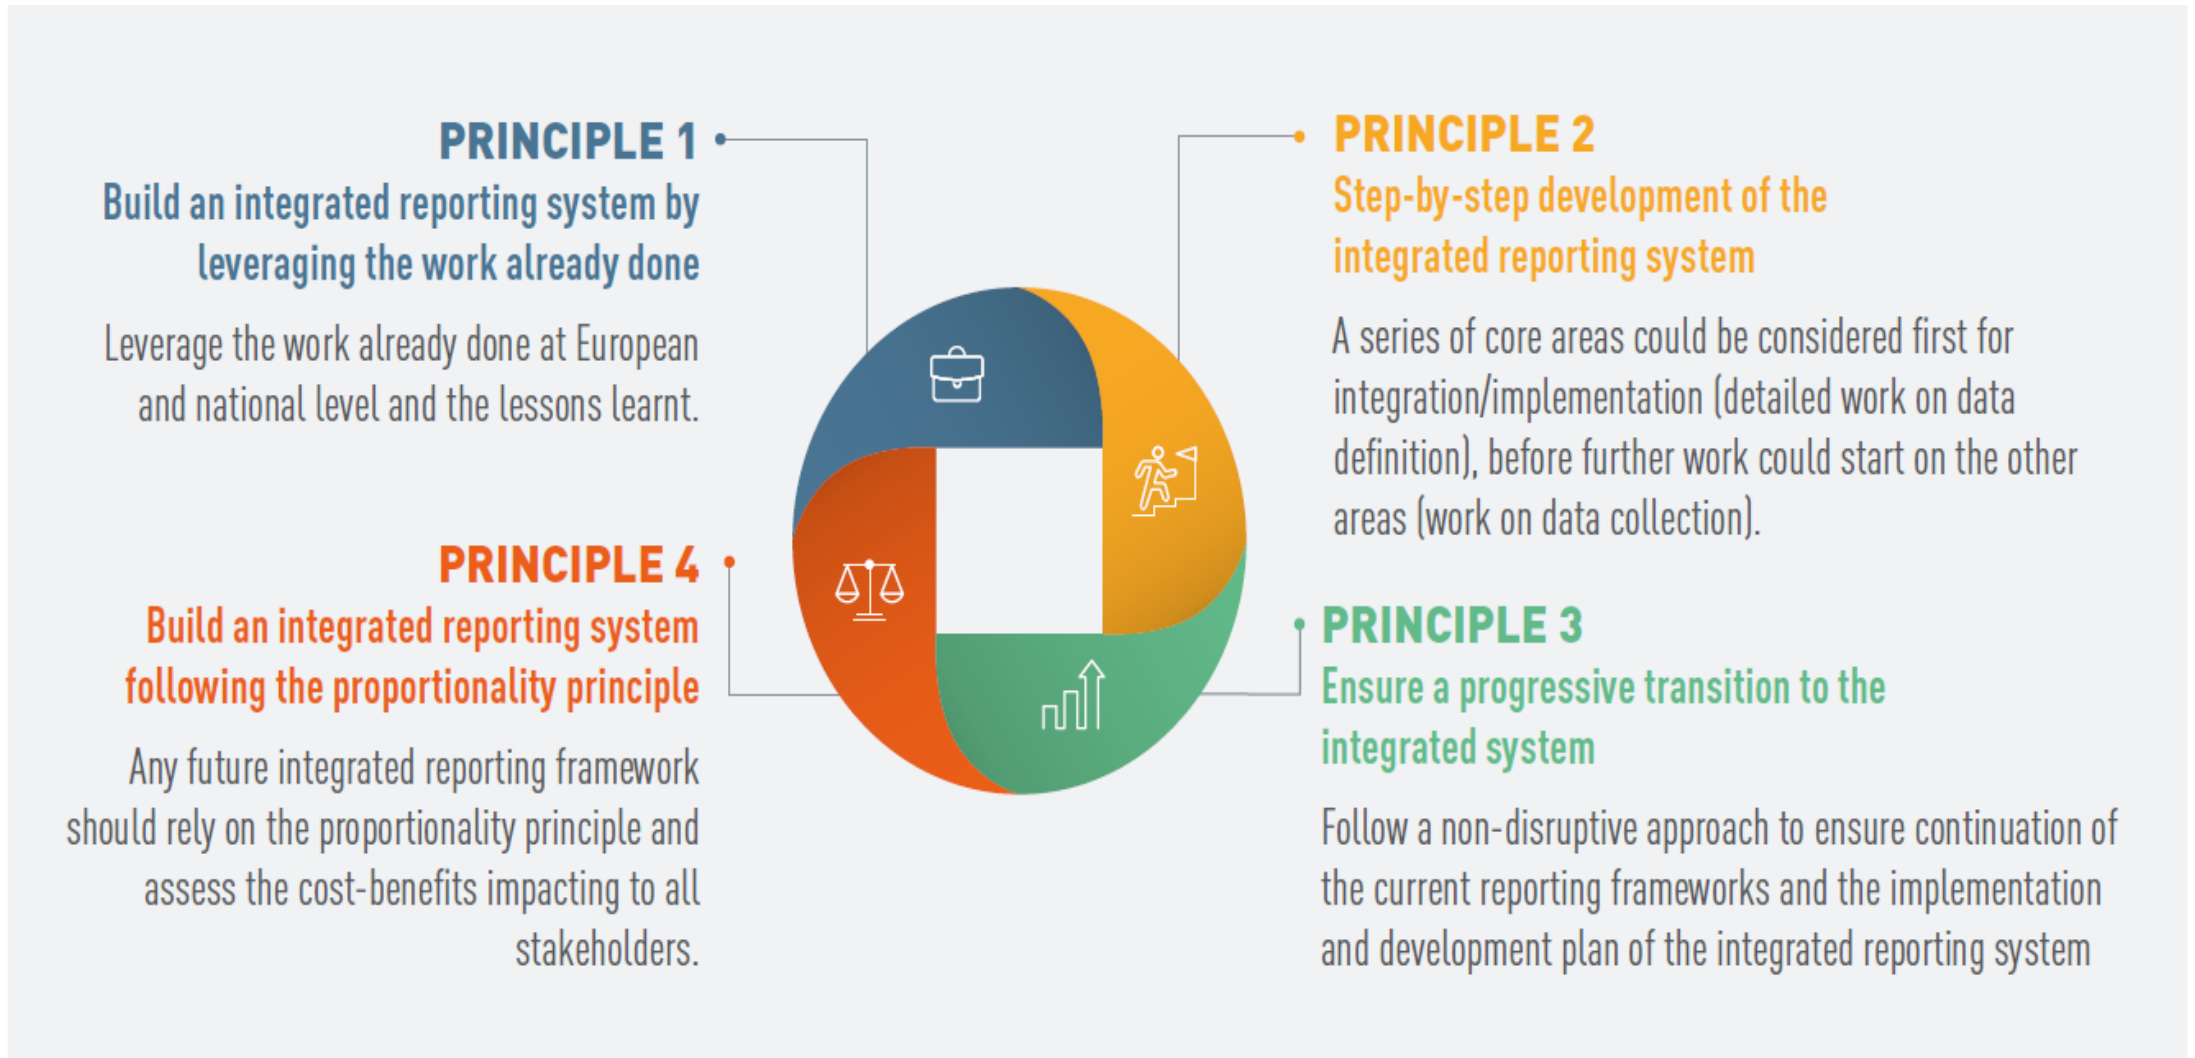 PRINCIPLE 1
Build an integrated reporting system by
leveraging the work already done
Leverage the work already done at European
and national level and the lessons learnt.
PRINCIPLE 2
Step-by-step development of the
integrated reporting system
A series of core areas could be considered first for
integration/implementation (detailed work on data
definition), before further work could start on the other
areas (work on data collection).
PRINCIPLE 3
Ensure a progressive transition to the
integrated system
Follow a non-disruptive approach to ensure continuation of
the current reporting frameworks and the implementation
and development plan of the integrated reporting system
PRINCIPLE 4
Build an integrated reporting system
following the proportionality principle
Any future integrated reporting framework
should rely on the proportionality principle and
assess the cost-benefits impacting to all
stakeholders.